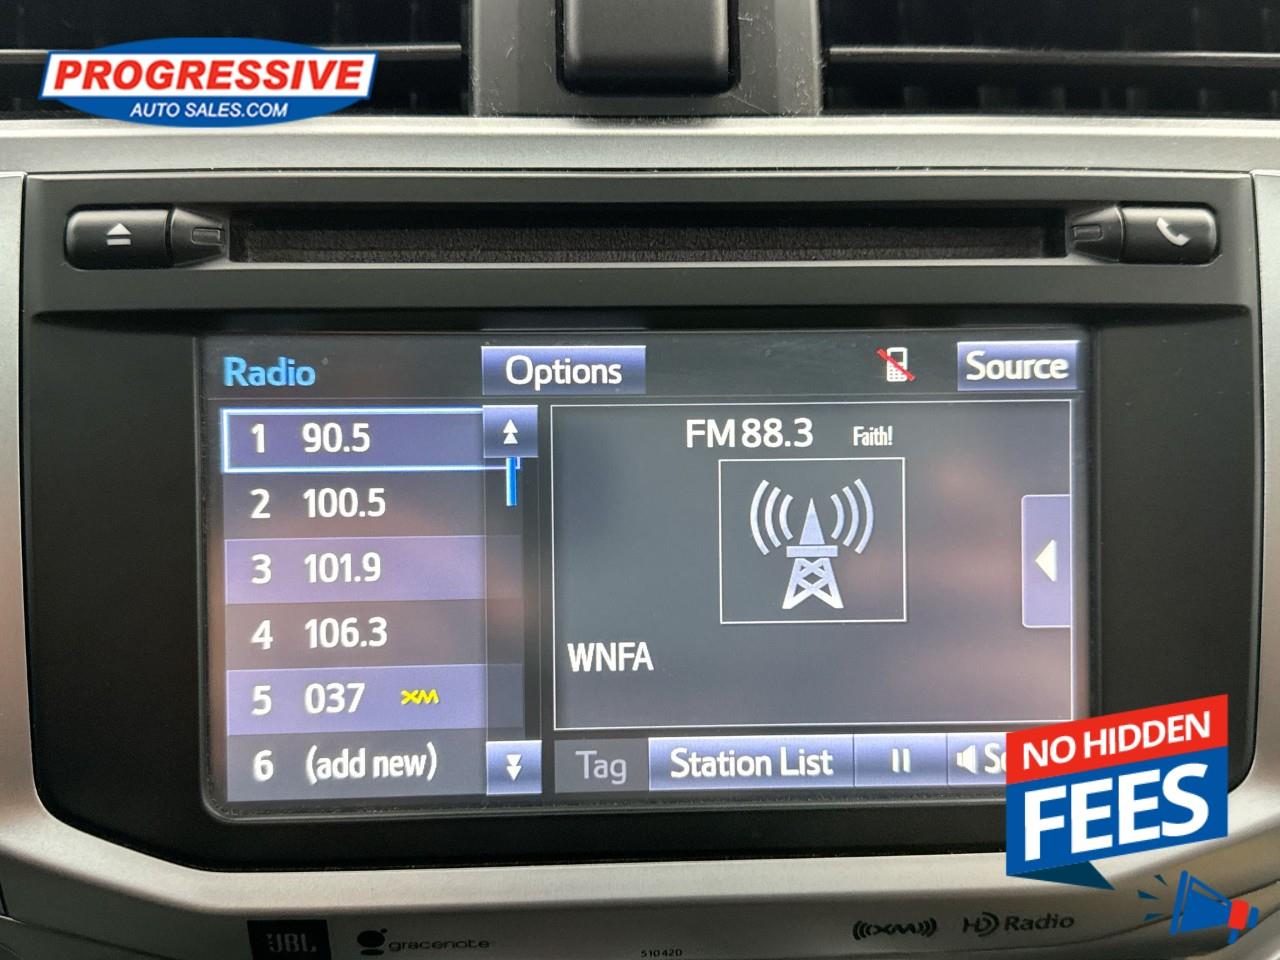 PROGRESSIVE
AUTO SALES.COM
Radio
Options
Source
1 90.5
2 100.5
3 101.9
4 106.3
5 037 XM
6 (add new)
FM 88.3 Faith!
WNFA
Tag
Station List
NO HIDDEN
FEES
JBL
gracenote
510420
((XM))
HD Radio